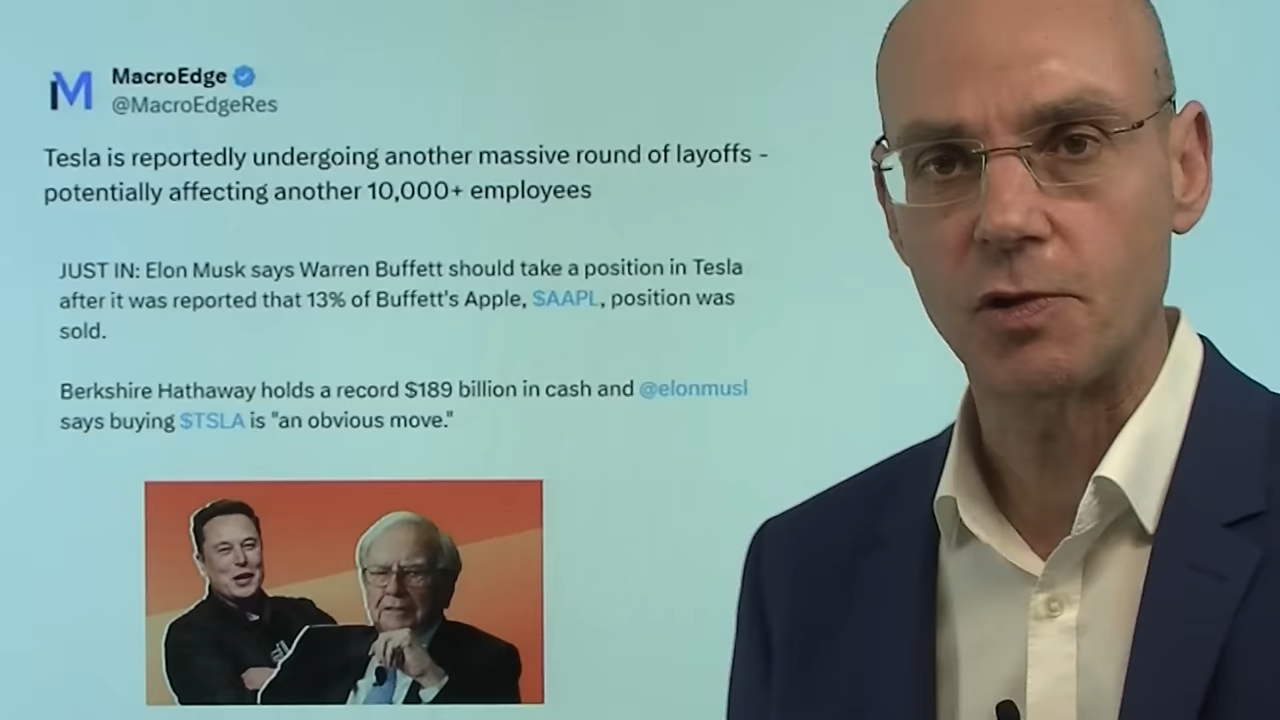 MacroEdge
@MacroEdgeRes
Tesla is reportedly undergoing another massive round of layoffs -
potentially affecting another 10,000+ employees
JUST IN: Elon Musk says Warren Buffett should take a position in Tesla
after it was reported that 13% of Buffett's Apple, $AAPL, position was
sold.
Berkshire Hathaway holds a record $189 billion in cash and @elonmusl
says buying $TSLA is "an obvious move."